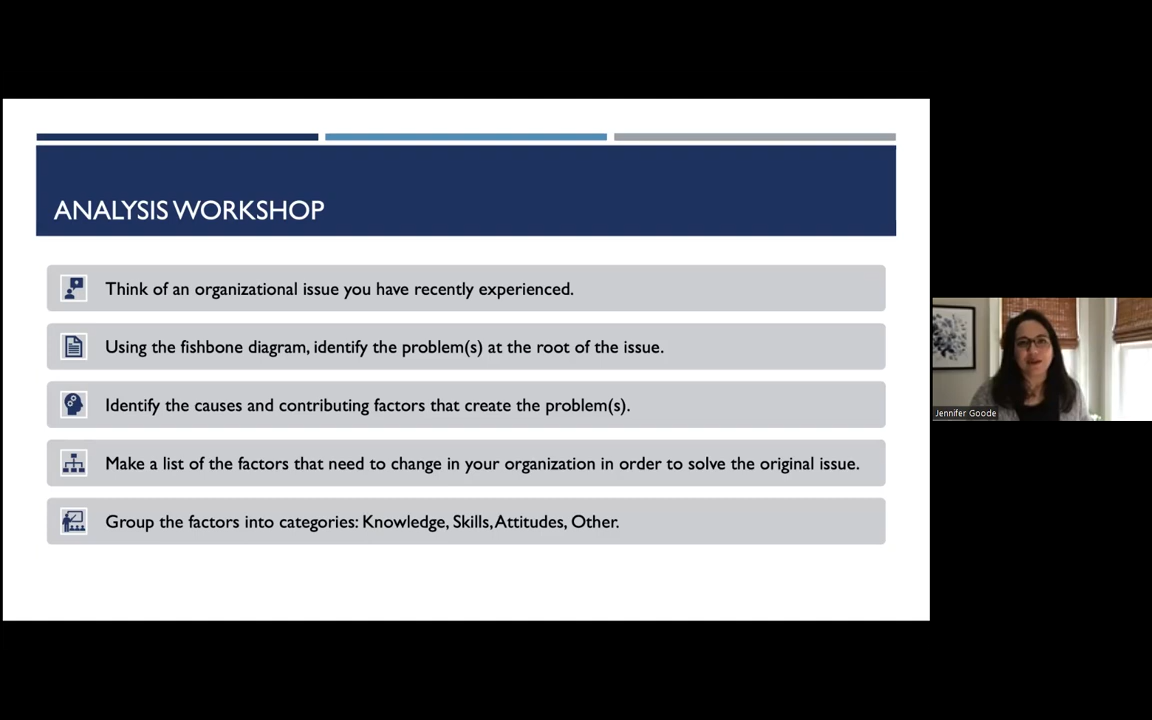 ANALYSIS WORKSHOP
Think of an organizational issue you have recently experienced.
Using the fishbone diagram, identify the problem(s) at the root of the issue.
Identify the causes and contributing factors that create the problem(s).
Make a list of the factors that need to change in your organization in order to solve the original issue.
Group the factors into categories: Knowledge, Skills, Attitudes, Other.
Jennifer Goode